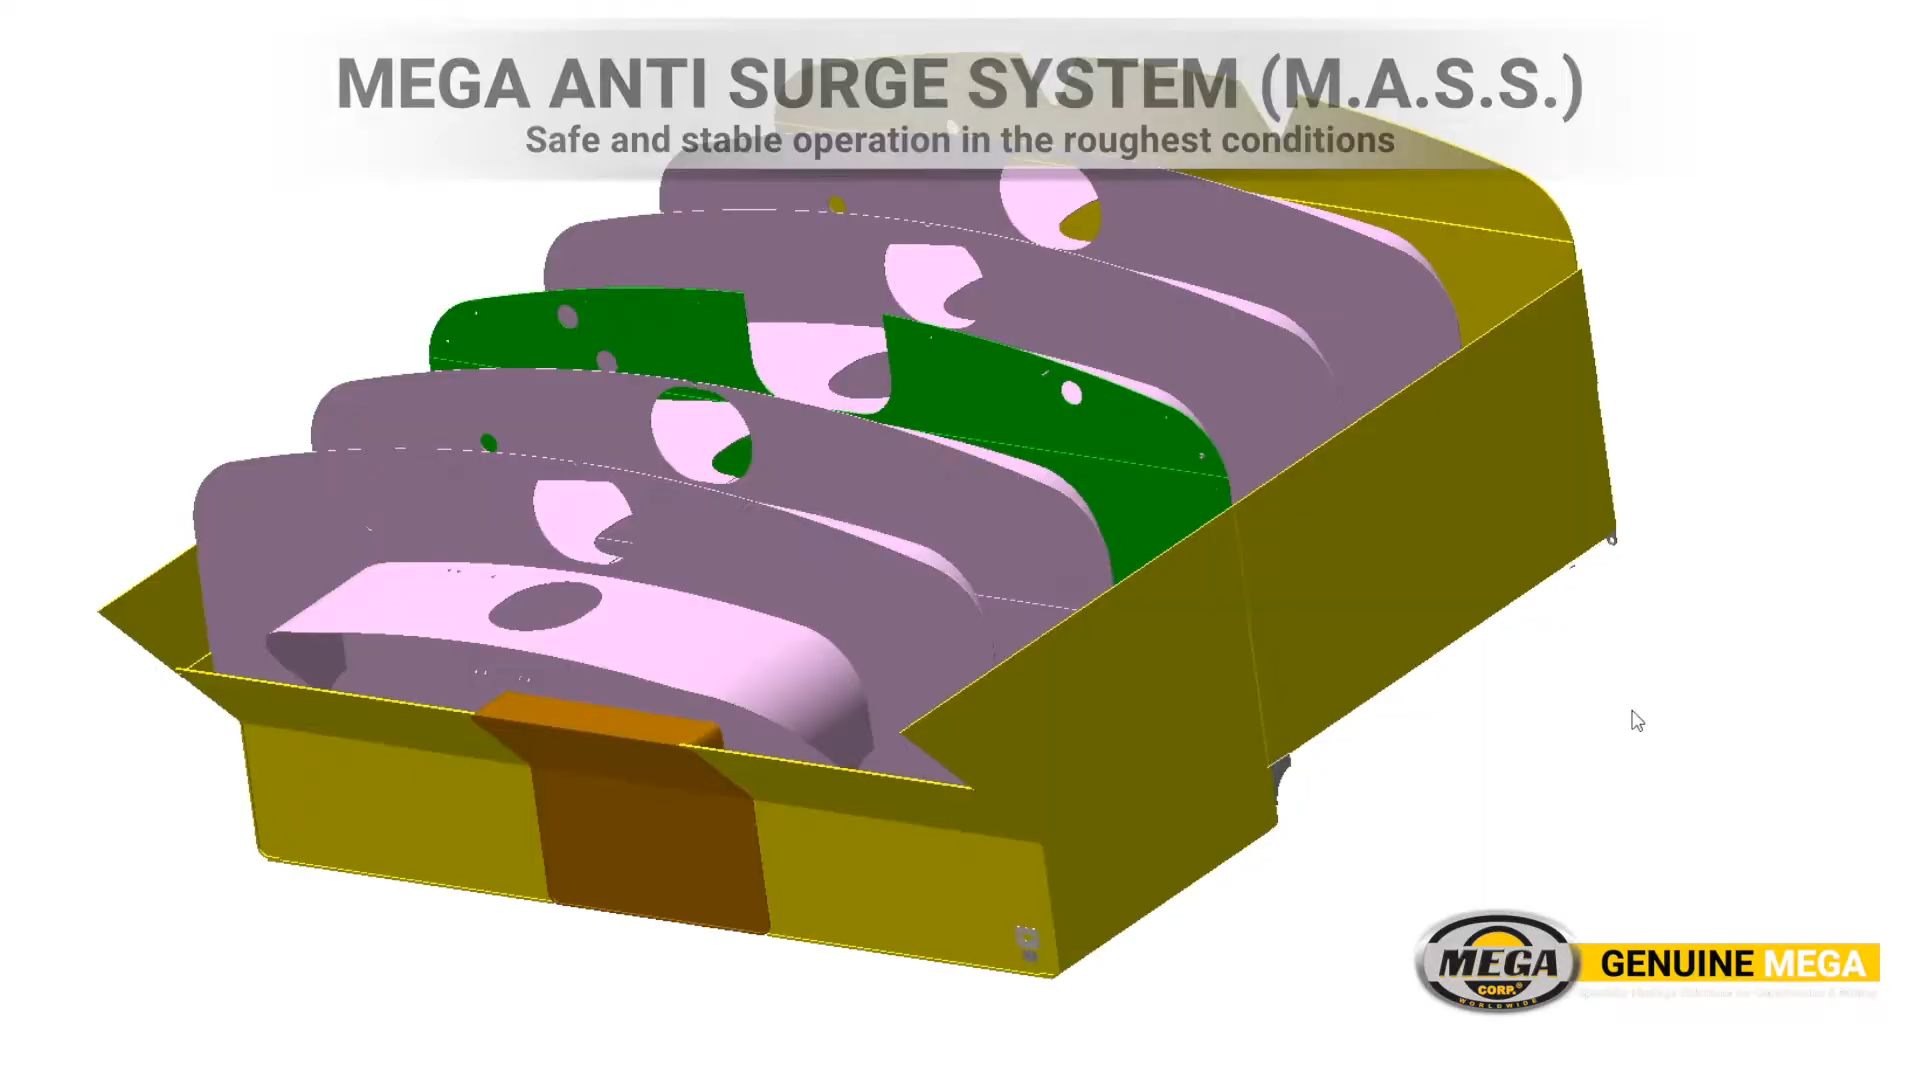 MEGA ANTI SURGE SYSTEM (M.A.S.S.)
Safe and stable operation in the roughest conditions
MEGA
CORP.®
WORLDWIDE
GENUINE MEGA